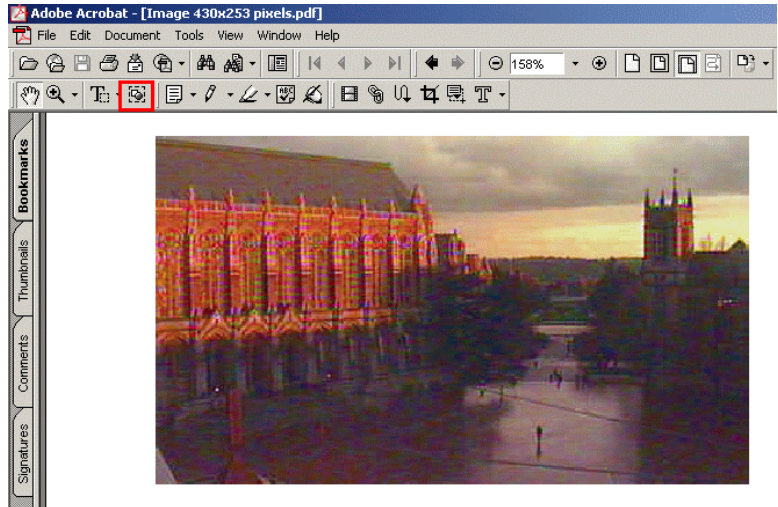 Adobe Acrobat - [Image 430x253 pixels.pdf]
File Edit Document Tools View Window Help
158%
Bookmarks
Thumbnails
Comments
Signatures